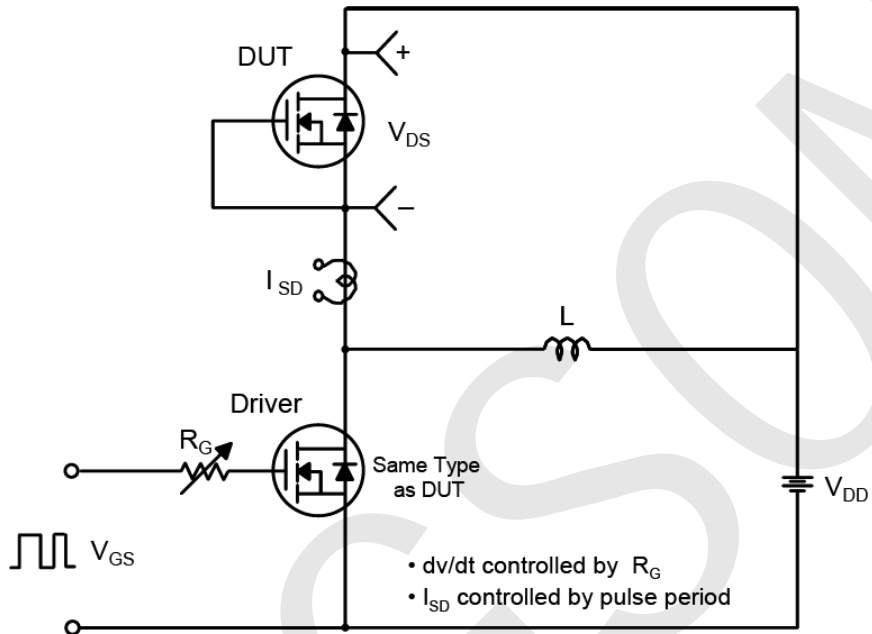 DUT
+
V_DS
−
I_SD
L
Driver
R_G
Same Type
as DUT
V_DD
V_GS
• dv/dt controlled by R_G
• I_SD controlled by pulse period